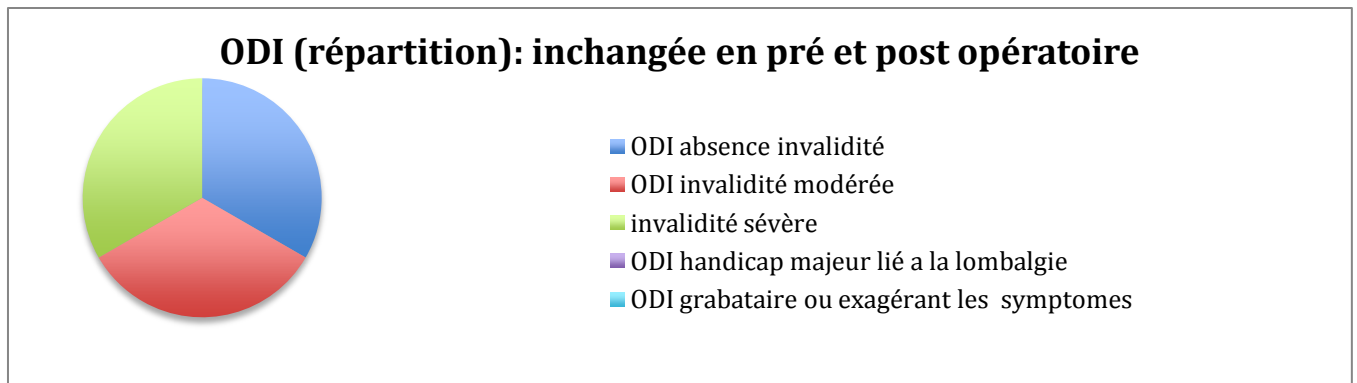 ODI (répartition): inchangée en pré et post opératoire
ODI absence invalidité
ODI invalidité modérée
invalidité sévère
ODI handicap majeur lié a la lombalgie
ODI grabataire ou exagérant les symptomes